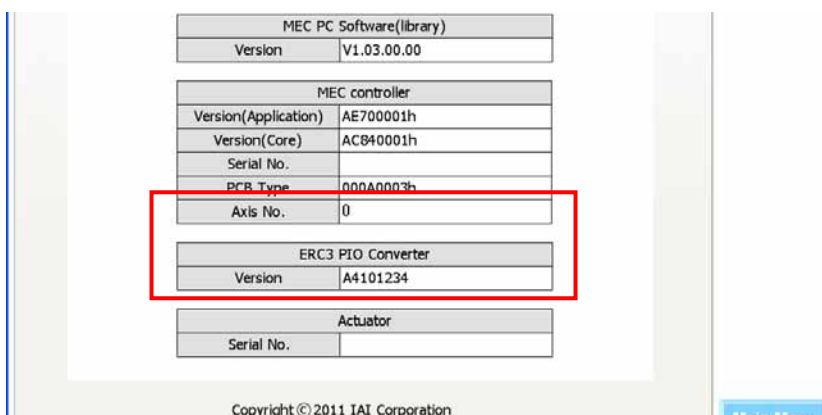 MEC PC Software(library)
Version V1.03.00.00
MEC controller
Version(Application) AE700001h
Version(Core) AC840001h
Serial No.
PCB Type 000A0003h
Axis No. 0
ERC3 PIO Converter
Version A4101234
Actuator
Serial No.
Copyright © 2011 IAI Corporation